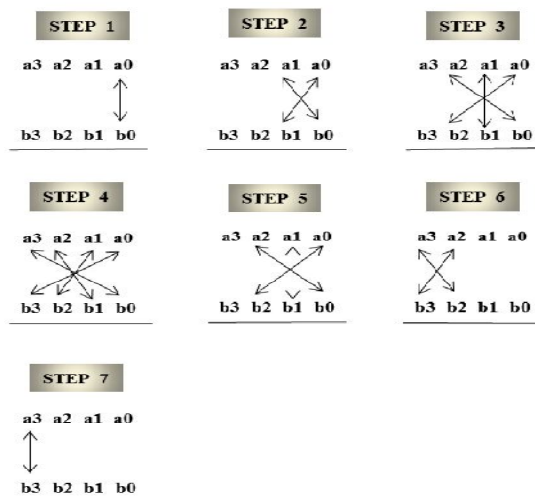 STEP 1
a3 a2 a1 a0
b3 b2 b1 b0
STEP 2
a3 a2 a1 a0
b3 b2 b1 b0
STEP 3
a3 a2 a1 a0
b3 b2 b1 b0
STEP 4
a3 a2 a1 a0
b3 b2 b1 b0
STEP 5
a3 a2 a1 a0
b3 b2 b1 b0
STEP 6
a3 a2 a1 a0
b3 b2 b1 b0
STEP 7
a3 a2 a1 a0
b3 b2 b1 b0